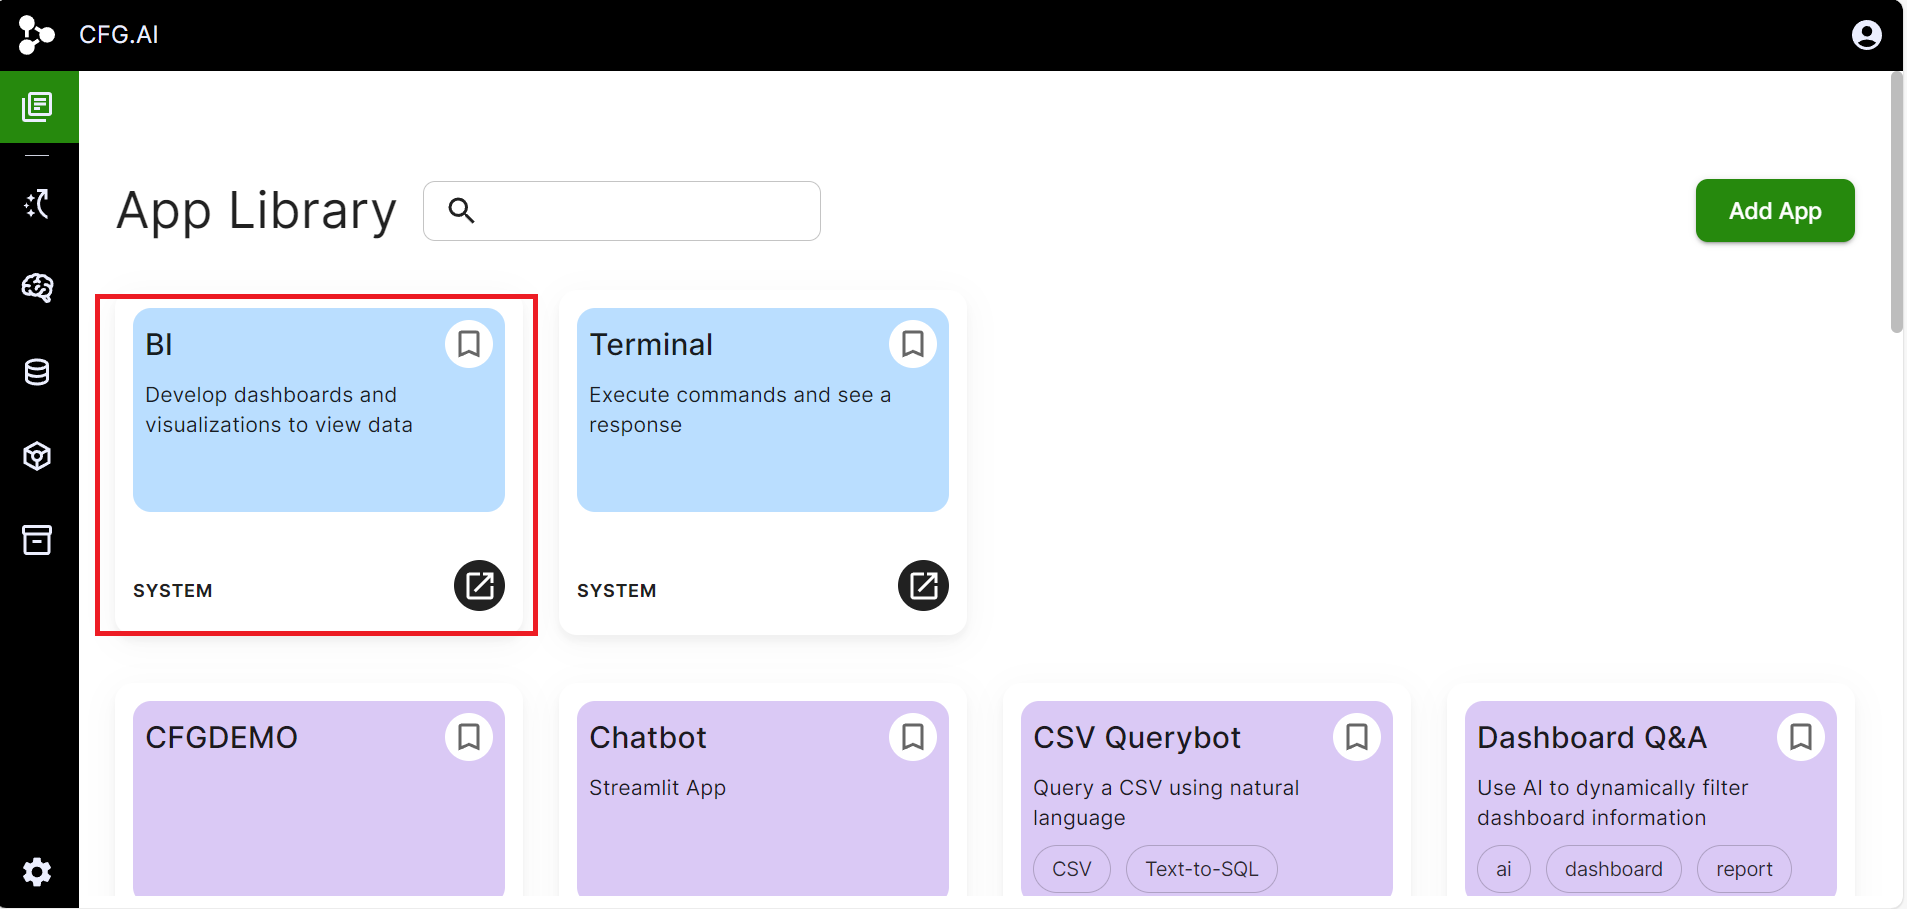 CFG.AI
App Library
Add App
BI
Develop dashboards and
visualizations to view data
SYSTEM
Terminal
Execute commands and see a
response
SYSTEM
CFGDEMO
Chatbot
Streamlit App
CSV Querybot
Query a CSV using natural
language
CSV Text-to-SQL
Dashboard Q&A
Use AI to dynamically filter
dashboard information
ai dashboard report